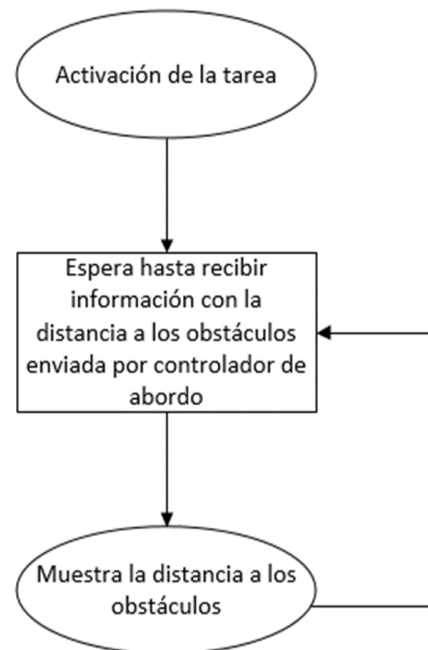 Activación de la tarea
Espera hasta recibir
información con la
distancia a los obstáculos
enviada por controlador de
abordo
Muestra la distancia a los
obstáculos